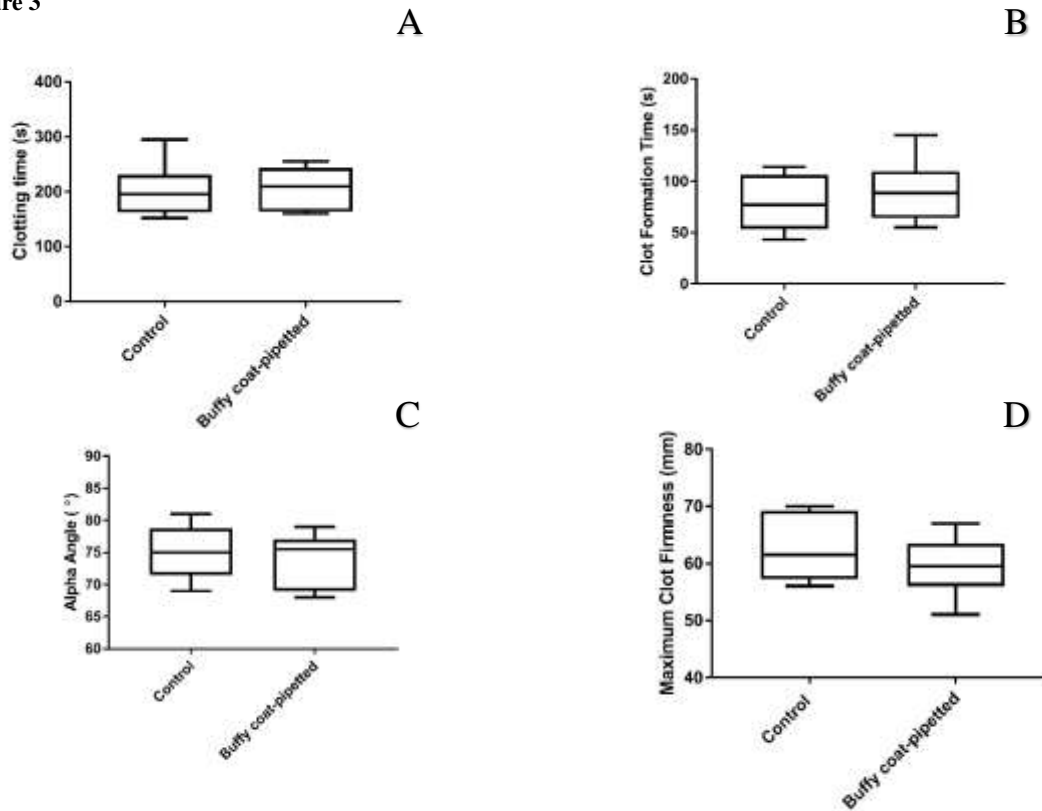 A
Clotting time (s)
400
300
200
100
0
Control
Buffy coat-pipetted
B
Clot Formation Time (s)
200
150
100
50
0
Control
Buffy coat-pipetted
C
Alpha Angle ( °)
90
85
80
75
70
65
60
Control
Buffy coat-pipetted
D
Maximum Clot Firmness (mm)
80
70
60
50
40
Control
Buffy coat-pipetted